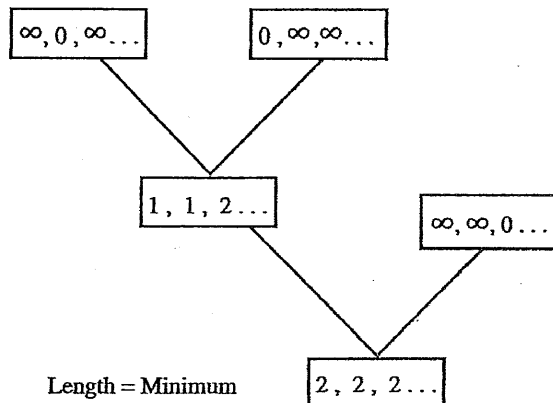 ∞, 0, ∞...
0, ∞, ∞...
1, 1, 2...
∞, ∞, 0...
2, 2, 2...
Length = Minimum